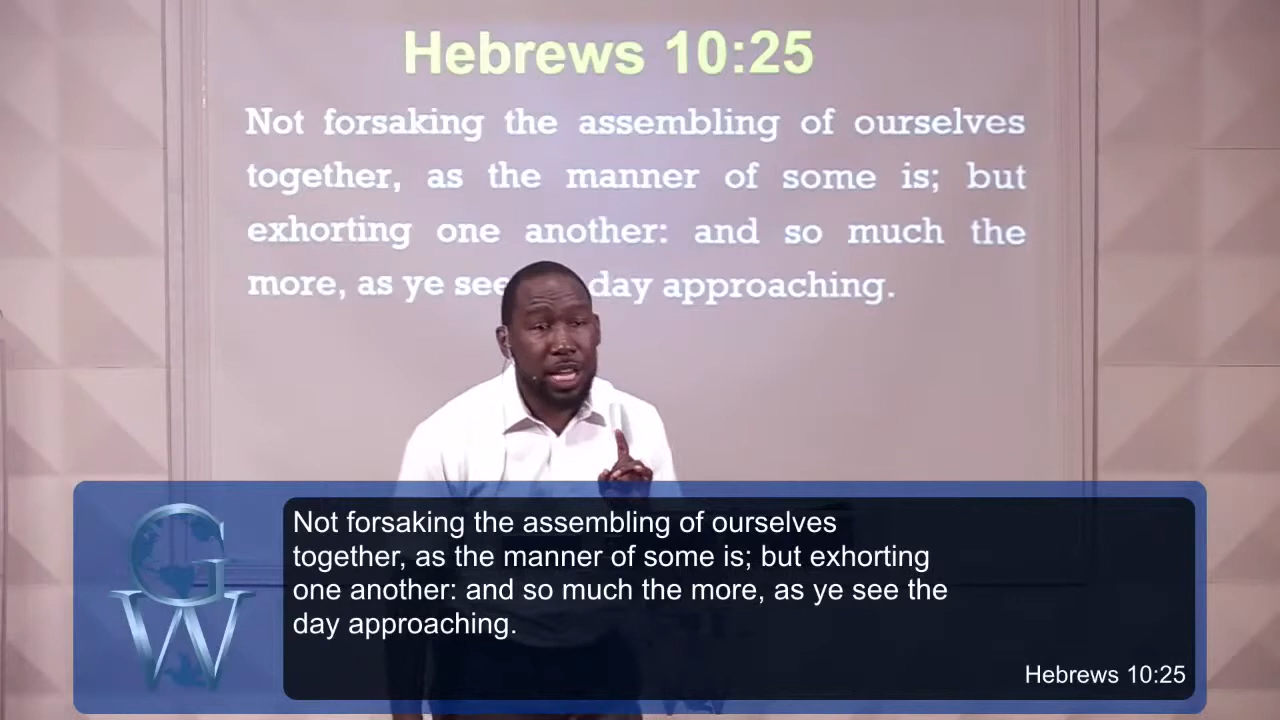 Hebrews 10:25
Not forsaking the assembling of ourselves
together, as the manner of some is; but
exhorting one another: and so much the
more, as ye see day approaching.
GW
Not forsaking the assembling of ourselves
together, as the manner of some is; but exhorting
one another: and so much the more, as ye see the
day approaching.
Hebrews 10:25